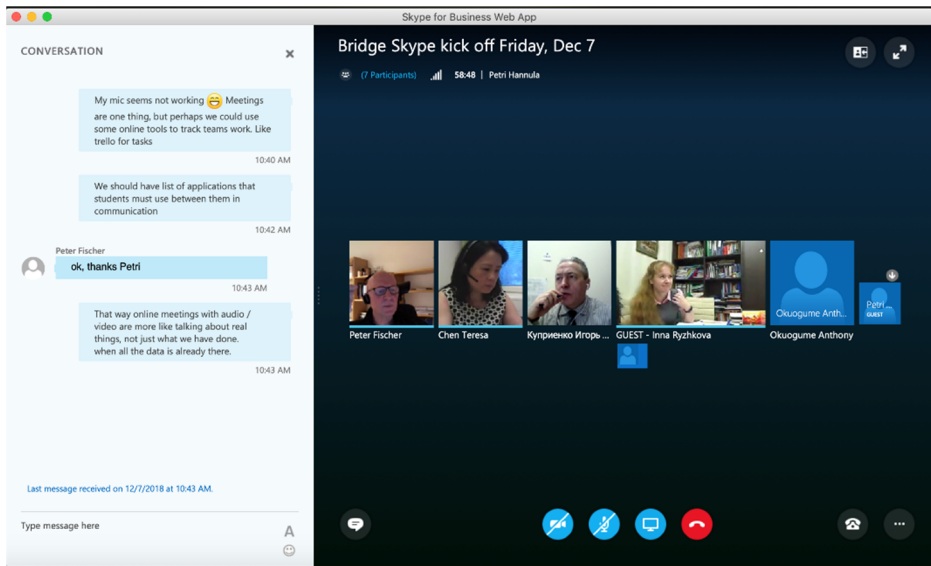 Skype for Business Web App
CONVERSATION
My mic seems not working 😁 Meetings
are one thing, but perhaps we could use
some online tools to track teams work. Like
trello for tasks
10:40 AM
We should have list of applications that
students must use between them in
communication
10:42 AM
Peter Fischer
ok, thanks Petri
10:43 AM
That way online meetings with audio /
video are more like talking about real
things, not just what we have done.
when all the data is already there.
10:43 AM
Last message received on 12/7/2018 at 10:43 AM.
Type message here
A
Bridge Skype kick off Friday, Dec 7
(7 Participants) 58:48 | Petri Hannula
Okuogume Anth...
Petri...
GUEST
Peter Fischer
Chen Teresa
Куприенко Игорь ...
GUEST - Inna Ryzhkova
Okuogume Anthony